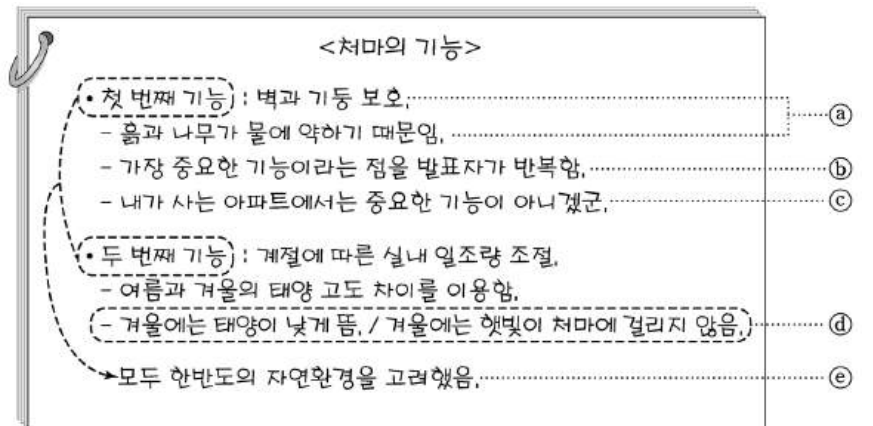 <처마의 기능>
• 첫 번째 기능 : 벽과 기둥 보호.
ⓐ
- 흙과 나무가 물에 약하기 때문임.
- 가장 중요한 기능이라는 점을 발표자가 반복함. ⓑ
- 내가 사는 아파트에서는 중요한 기능이 아니겠군. ⓒ
• 두 번째 기능 : 계절에 따른 실내 일조량 조절.
- 여름과 겨울의 태양 고도 차이를 이용함.
- 겨울에는 태양이 낮게 뜸. / 겨울에는 햇빛이 처마에 걸리지 않음. ⓓ
모두 한반도의 자연환경을 고려했음. ⓔ